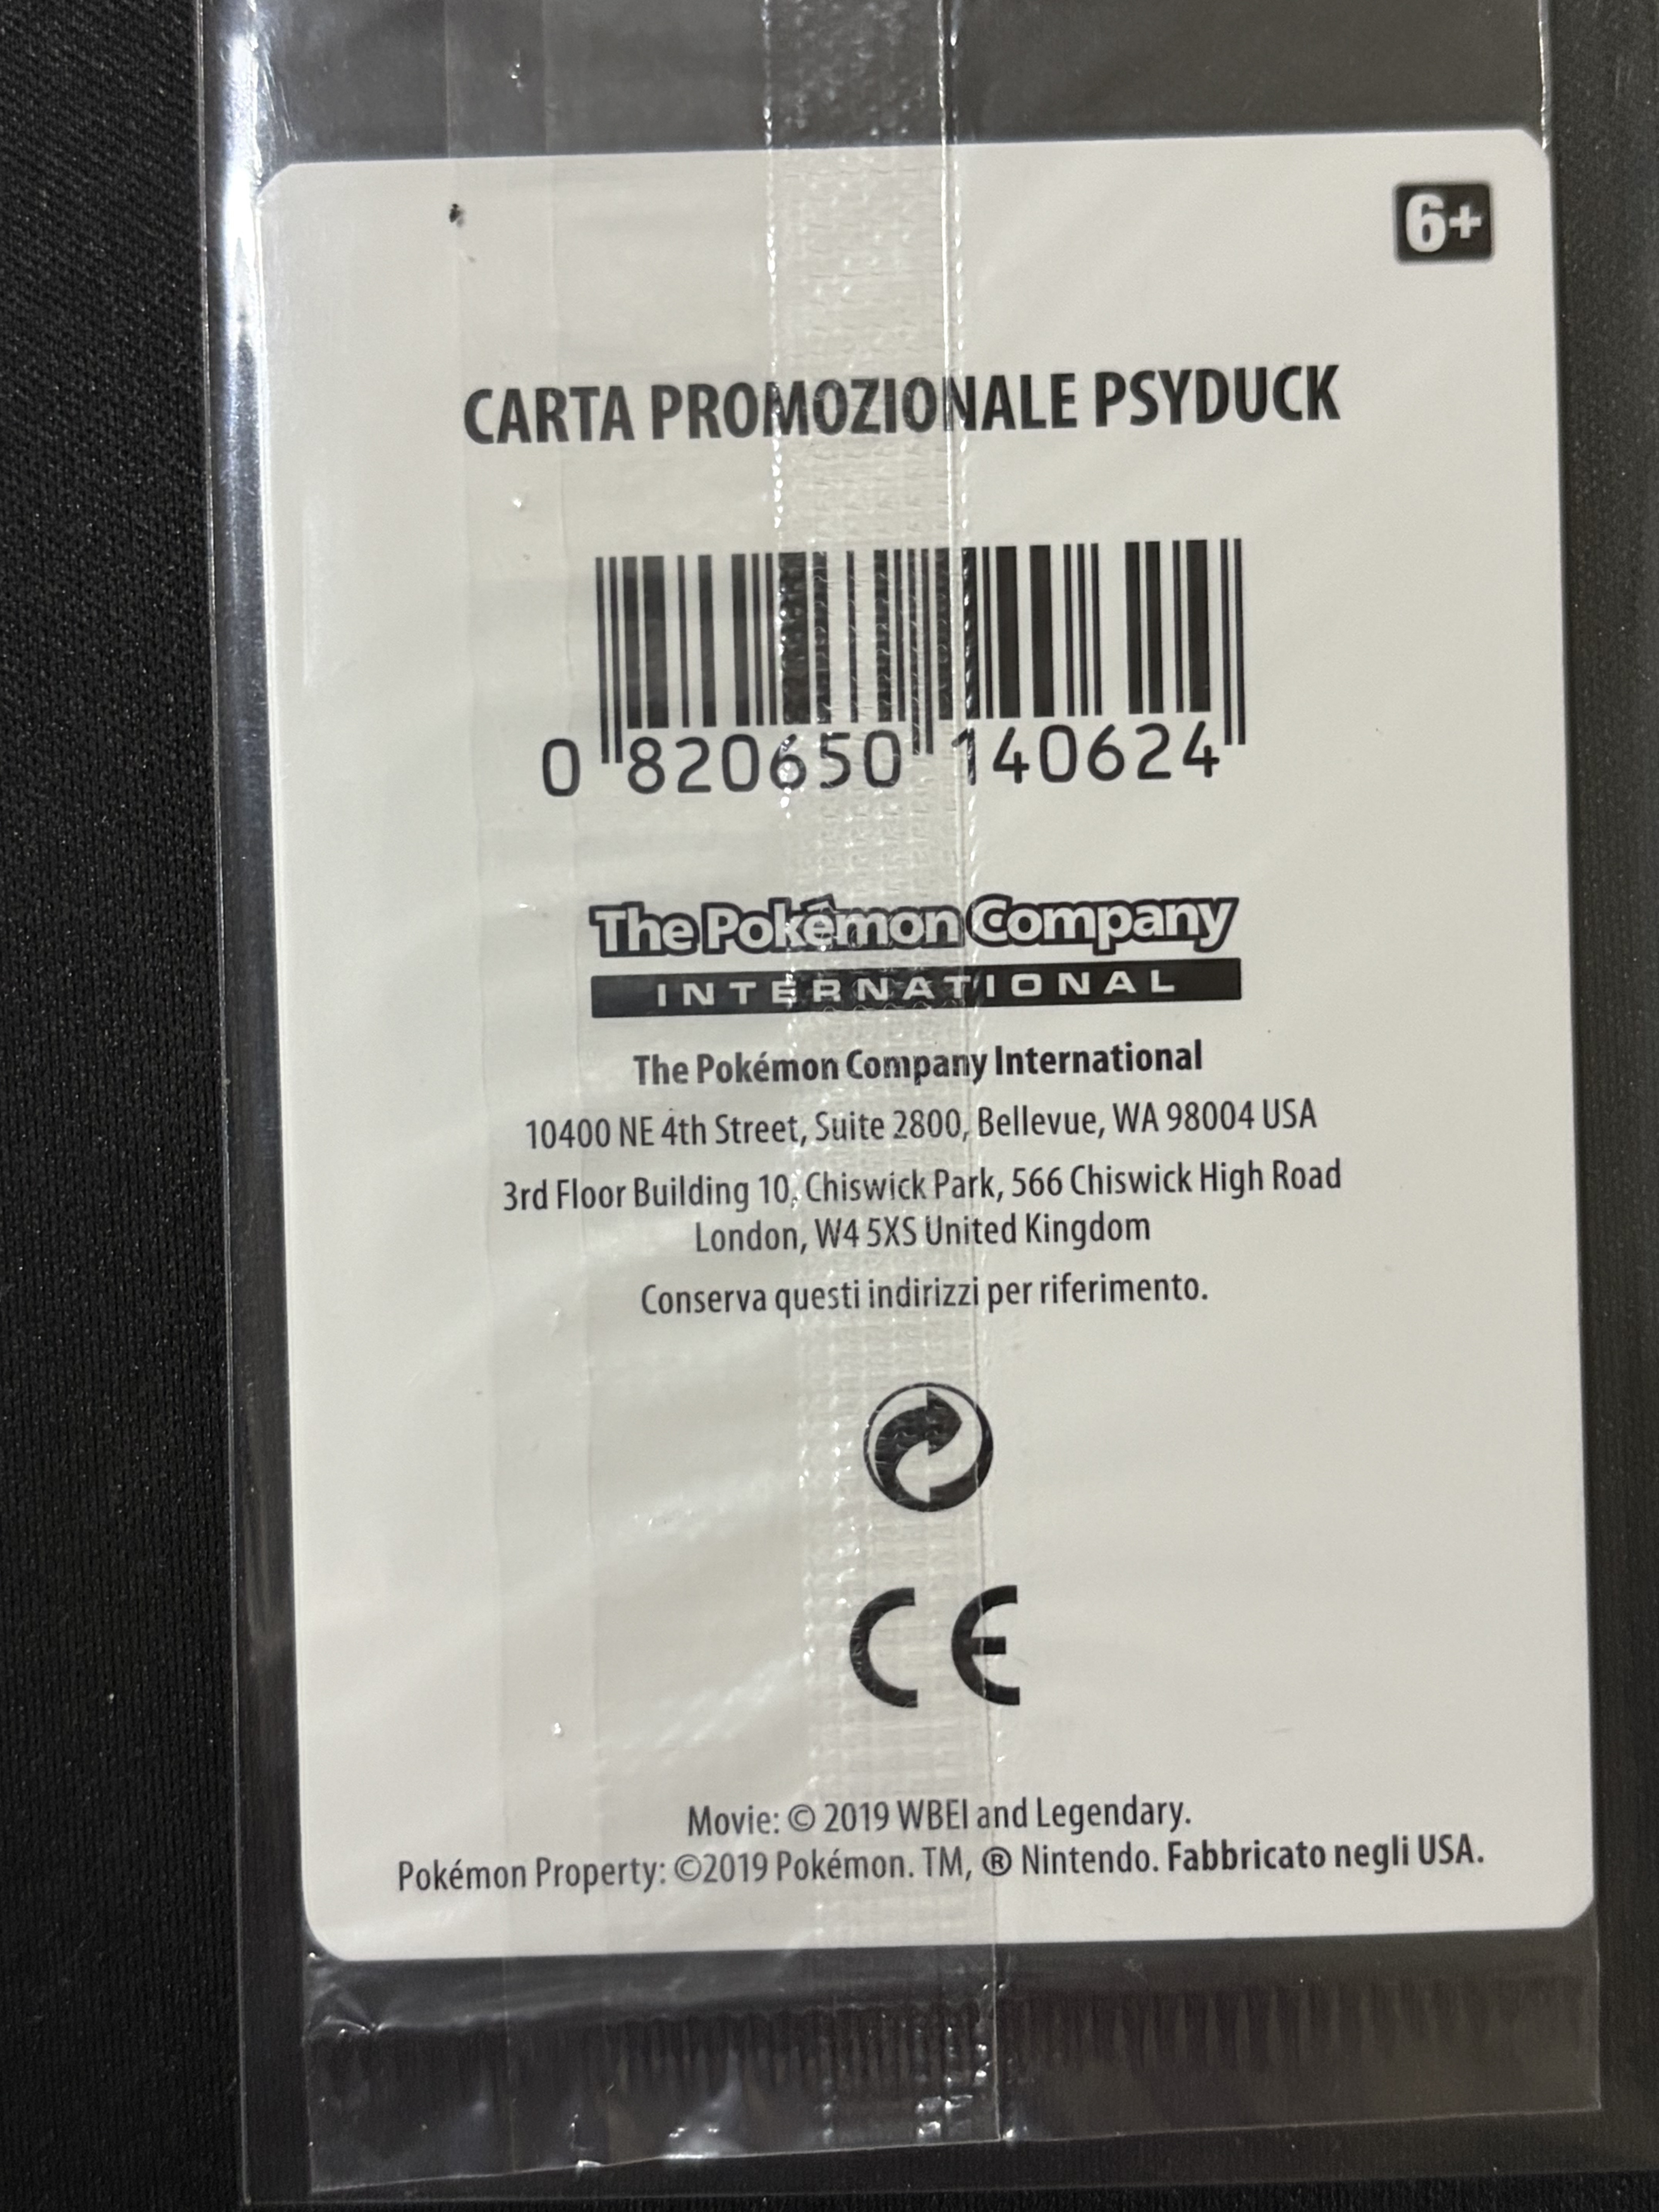 6+
CARTA PROMOZIONALE PSYDUCK
0 820650 140624
The Pokémon Company
INTERNATIONAL
The Pokémon Company International
10400 NE 4th Street, Suite 2800, Bellevue, WA 98004 USA
3rd Floor Building 10, Chiswick Park, 566 Chiswick High Road
London, W4 5XS United Kingdom
Conserva questi indirizzi per riferimento.
CE
Movie: © 2019 WBEI and Legendary.
Pokémon Property: ©2019 Pokémon. TM, ® Nintendo. Fabbricato negli USA.